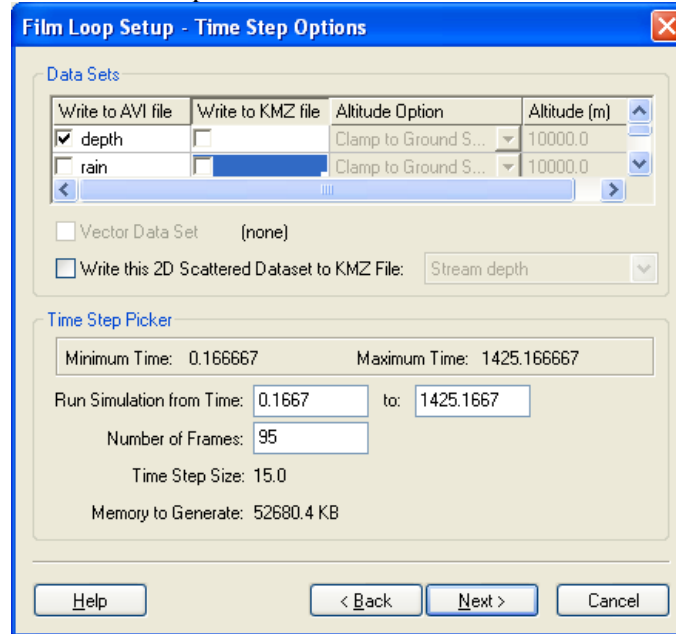 Film Loop Setup - Time Step Options
Data Sets
Write to AVI file Write to KMZ file Altitude Option Altitude (m)
depth Clamp to Ground S... 10000.0
rain Clamp to Ground S... 10000.0
Vector Data Set (none)
Write this 2D Scattered Dataset to KMZ File: Stream depth
Time Step Picker
Minimum Time: 0.166667 Maximum Time: 1425.166667
Run Simulation from Time: 0.1667 to: 1425.1667
Number of Frames: 95
Time Step Size: 15.0
Memory to Generate: 52680.4 KB
Help < Back Next > Cancel